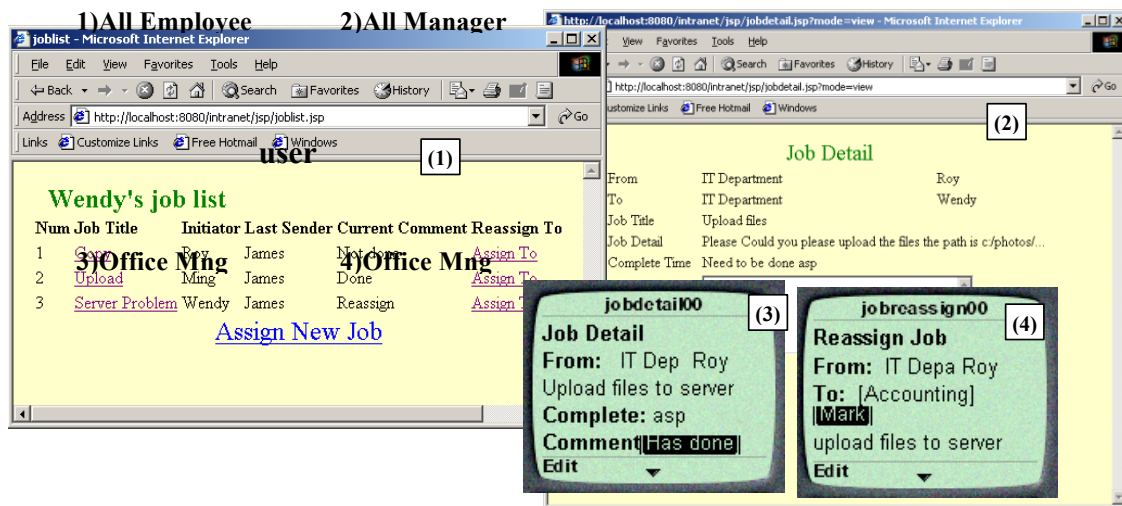 1)All Employee
2)All Manager
joblist - Microsoft Internet Explorer
File Edit View Favorites Tools Help
Back Search Favorites History
Address http://localhost:8080/intranet/jsp/joblist.jsp Go
Links Customize Links Free Hotmail Windows
user
(1)
Wendy's job list
Num Job Title Initiator Last Sender Current Comment Reassign To
1 Copy Roy James Not done Assign To
3)Office Mng
4)Office Mng
2 Upload Ming James Done Assign To
3 Server Problem Wendy James Reassign Assign T
Assign New Job
http://localhost:8080/intranet/jsp/jobdetail.jsp?mode=view - Microsoft Internet Explorer
View Favorites Tools Help
Search Favorites History
http://localhost:8080/intranet/jsp/jobdetail.jsp?mode=view Go
ustomize Links Free Hotmail Windows
(2)
Job Detail
From IT Department Roy
To IT Department Wendy
Job Title Upload files
Job Detail Please Could you please upload the files the path is c:/photos/...
Complete Time Need to be done asp
jobdetail00
(3)
Job Detail
From: IT Dep Roy
Upload files to server
Complete: asp
Comment|Has done|
Edit
jobreassign00
(4)
Reassign Job
From: IT Depa Roy
To: [Accounting]
|Mark|
upload files to server
Edit